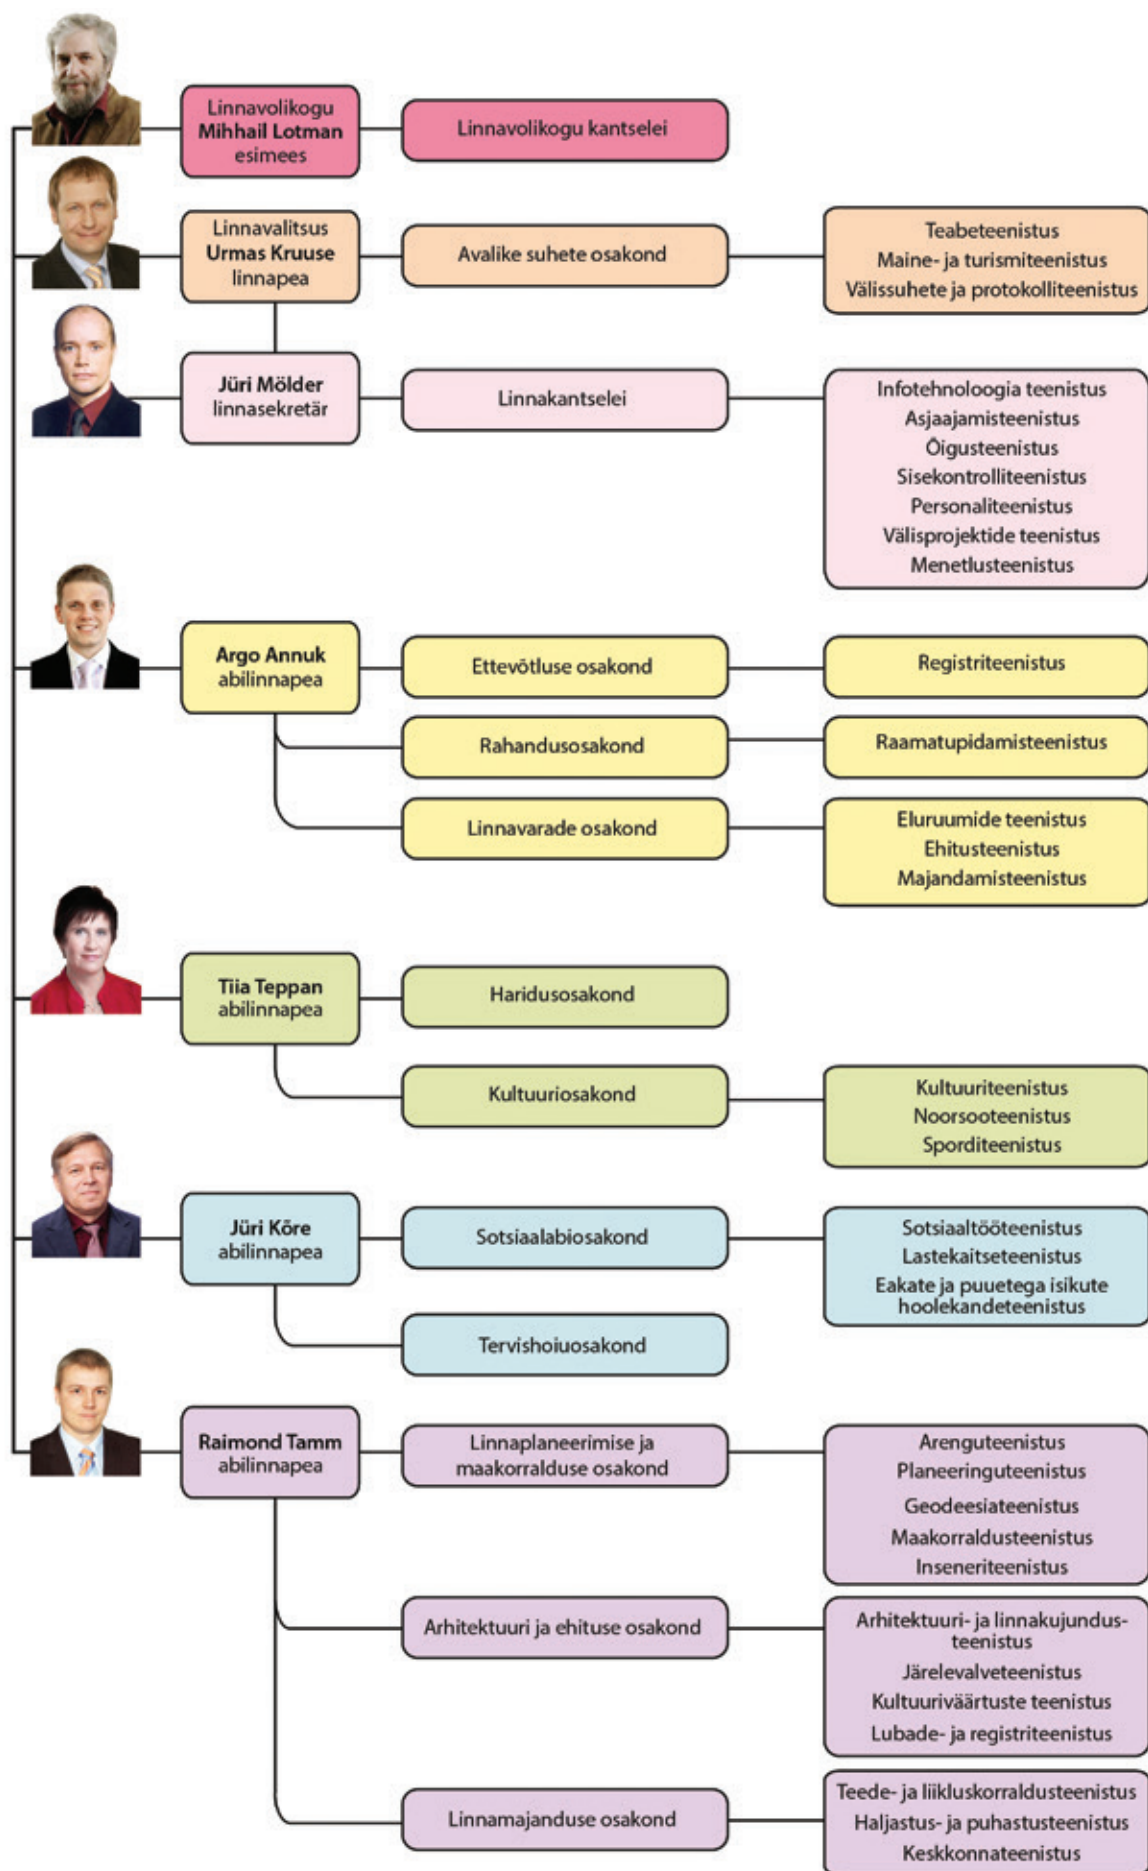 Linnavolikogu
Mihhail Lotman
esimees
Linnavolikogu kantselei
Linnavalitsus
Urmas Kruuse
linnapea
Avalike suhete osakond
Teabeteenistus
Maine- ja turismiteenistus
Välissuhete ja protokolliteenistus
Jüri Mölder
linnasekretär
Linnakantselei
Infotehnoloogia teenistus
Asjaajamisteenistus
Õigusteenistus
Sisekontrolliteenistus
Personaliteenistus
Välisprojektide teenistus
Menetlusteenistus
Argo Annuk
abilinnapea
Ettevõtluse osakond
Registriteenistus
Rahandusosakond
Raamatupidamisteenistus
Linnavarade osakond
Eluruumide teenistus
Ehitusteenistus
Majandamisteenistus
Tiia Teppan
abilinnapea
Haridusosakond
Kultuuriosakond
Kultuuriteenistus
Noorsooteenistus
Sporditeenistus
Jüri Kõre
abilinnapea
Sotsiaalabiosakond
Sotsiaaltööteenistus
Lastekaitseteenistus
Eakate ja puuetega isikute
hoolekandeteenistus
Tervishoiuosakond
Raimond Tamm
abilinnapea
Linnaplaneerimise ja
maakorralduse osakond
Arenguteenistus
Planeeringuteenistus
Geodeesiateenistus
Maakorraldusteenistus
Inseneriteenistus
Arhitektuuri ja ehituse osakond
Arhitektuuri- ja linnakujundus-
teenistus
Järelevalveteenistus
Kultuuriväärtuste teenistus
Lubade- ja registriteenistus
Linnamajanduse osakond
Teede- ja liikluskorraldusteenistus
Haljastus- ja puhastusteenistus
Keskkonnateenistus